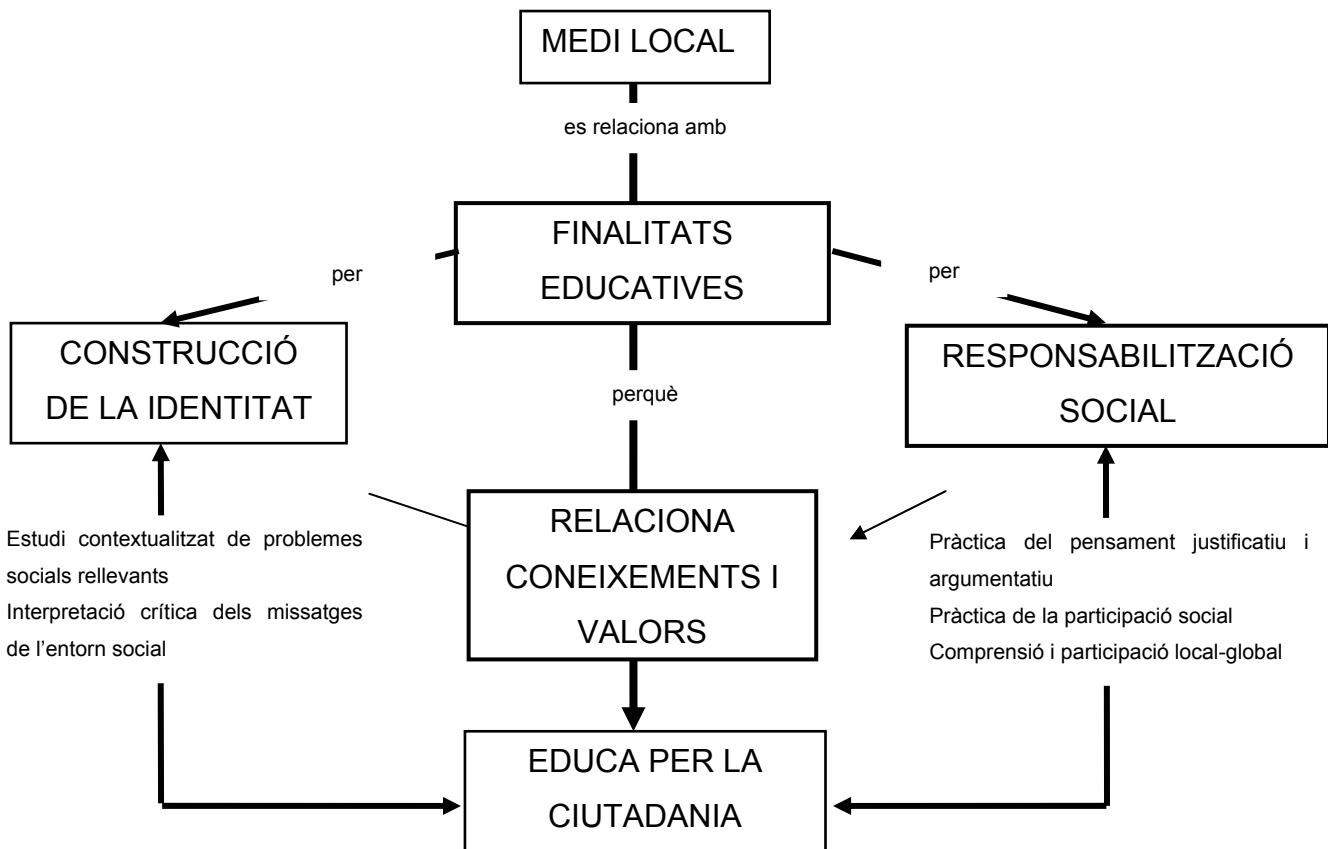 MEDI LOCAL
es relaciona amb
FINALITATS
EDUCATIVES
per
per
CONSTRUCCIÓ
DE LA IDENTITAT
RESPONSABILITZACIÓ
SOCIAL
perquè
RELACIONA
CONEIXEMENTS I
VALORS
Estudi contextualitzat de problemes
socials rellevants
Interpretació crítica dels missatges
de l’entorn social
Pràctica del pensament justificatiu i
argumentatiu
Pràctica de la participació social
Comprensió i participació local-global
EDUCA PER LA
CIUTADANIA